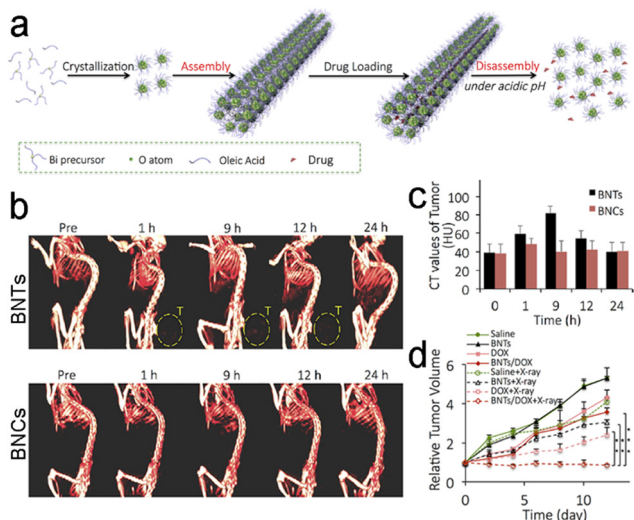 a
Crystallization
Assembly
Drug Loading
Disassembly
under acidic pH
Bi precursor
O atom
Oleic Acid
Drug
b
Pre
1 h
9 h
12 h
24 h
BNTs
T
T
T
Pre
1 h
9 h
12 h
24 h
BNCs
c
CT values of Tumor
(HU)
100
80
60
40
20
0
BNTs
BNCs
0
1
9
12
24
Time (h)
d
Relative Tumor Volume
6
4
2
0
Saline
BNTs
DOX
BNTs/DOX
Saline+X-ray
BNTs+X-ray
DOX+X-ray
BNTs/DOX+X-ray
0
5
10
Time (day)